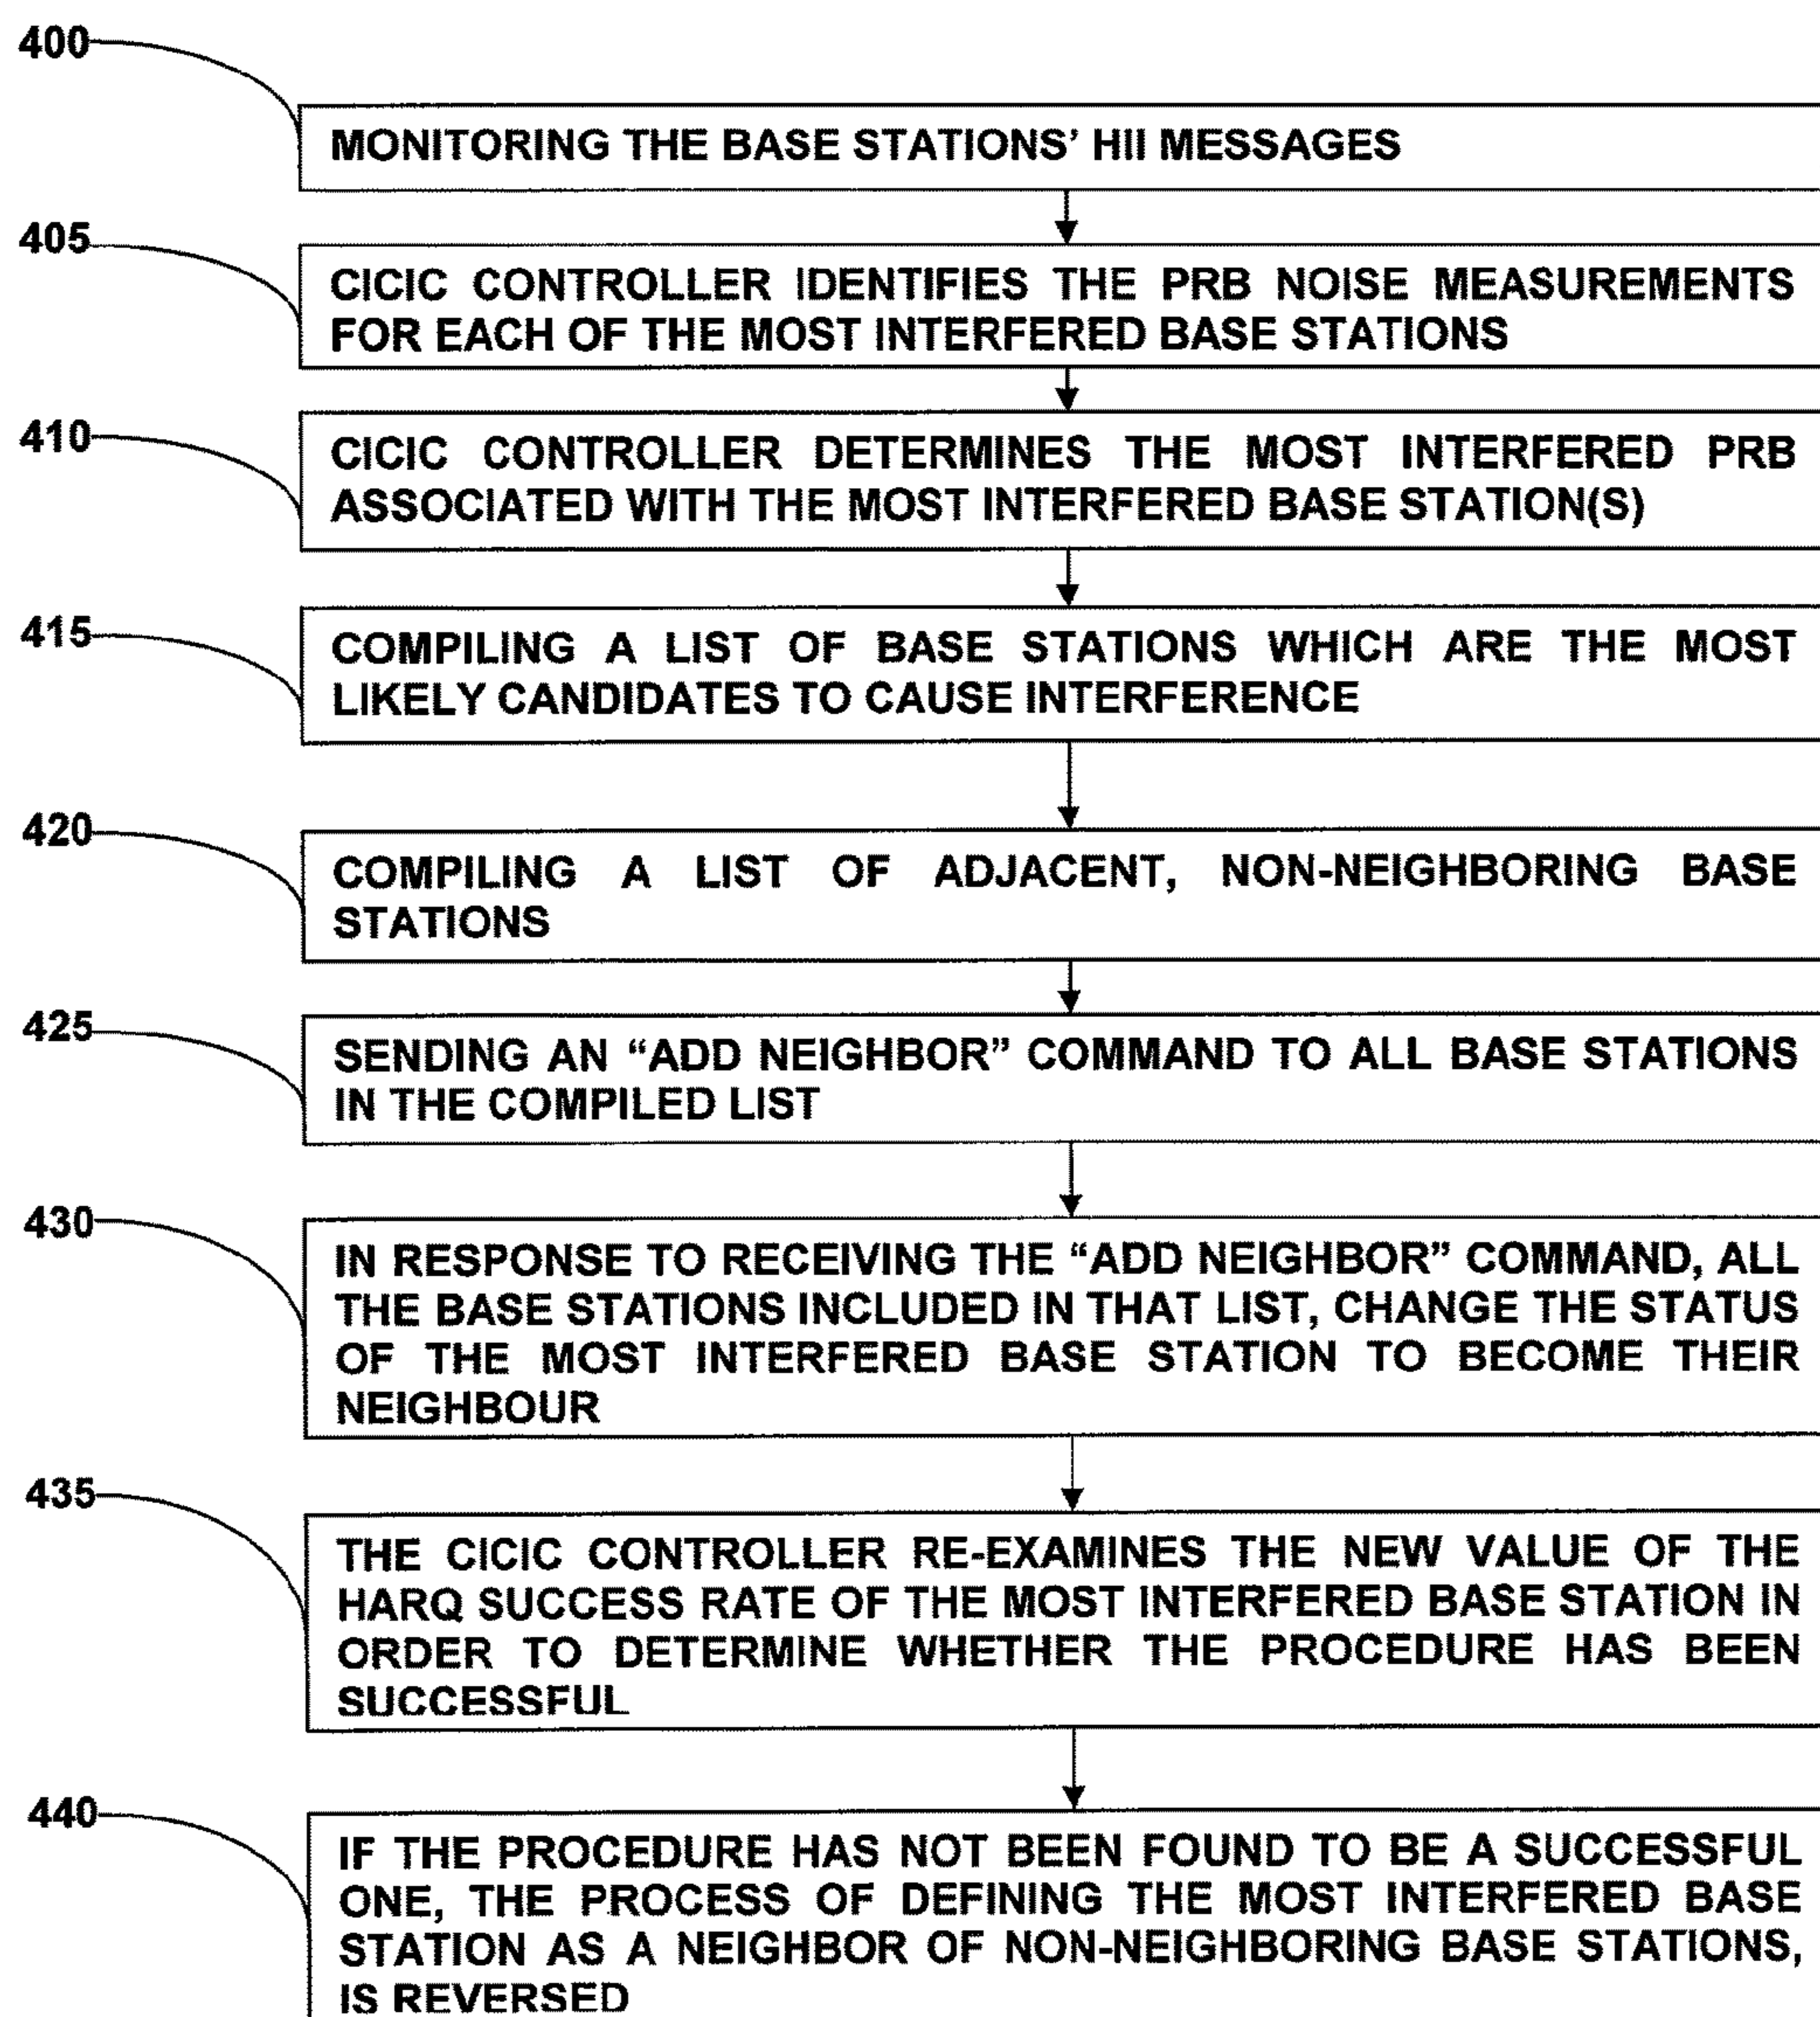 400
MONITORING THE BASE STATIONS' HII MESSAGES
405
CICIC CONTROLLER IDENTIFIES THE PRB NOISE MEASUREMENTS
FOR EACH OF THE MOST INTERFERED BASE STATIONS
410
CICIC CONTROLLER DETERMINES THE MOST INTERFERED PRB
ASSOCIATED WITH THE MOST INTERFERED BASE STATION(S)
415
COMPILING A LIST OF BASE STATIONS WHICH ARE THE MOST
LIKELY CANDIDATES TO CAUSE INTERFERENCE
420
COMPILING A LIST OF ADJACENT, NON-NEIGHBORING BASE
STATIONS
425
SENDING AN “ADD NEIGHBOR” COMMAND TO ALL BASE STATIONS
IN THE COMPILED LIST
430
IN RESPONSE TO RECEIVING THE “ADD NEIGHBOR” COMMAND, ALL
THE BASE STATIONS INCLUDED IN THAT LIST, CHANGE THE STATUS
OF THE MOST INTERFERED BASE STATION TO BECOME THEIR
NEIGHBOUR
435
THE CICIC CONTROLLER RE-EXAMINES THE NEW VALUE OF THE
HARQ SUCCESS RATE OF THE MOST INTERFERED BASE STATION IN
ORDER TO DETERMINE WHETHER THE PROCEDURE HAS BEEN
SUCCESSFUL
440
IF THE PROCEDURE HAS NOT BEEN FOUND TO BE A SUCCESSFUL
ONE, THE PROCESS OF DEFINING THE MOST INTERFERED BASE
STATION AS A NEIGHBOR OF NON-NEIGHBORING BASE STATIONS,
IS REVERSED